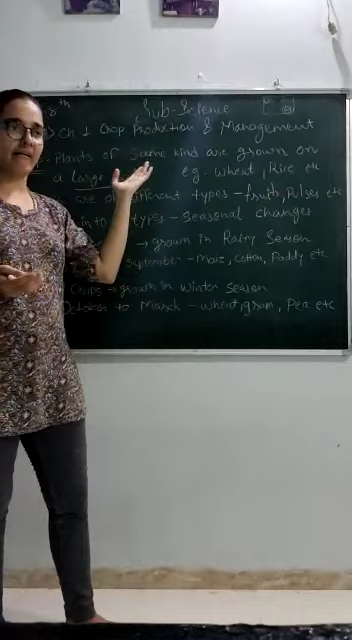 8th Sub-Science
Ch 1 Crop Production & Management
- Plants of same kind are grown on
a large e.g. wheat, Rice etc
are of different types - fruits, Pulses etc
into types - seasonal changes
→ grown in Rainy Season
September - Maiz, Cotton, Paddy etc
Crops → grown in winter season
October to March - wheat, gram, Pea etc